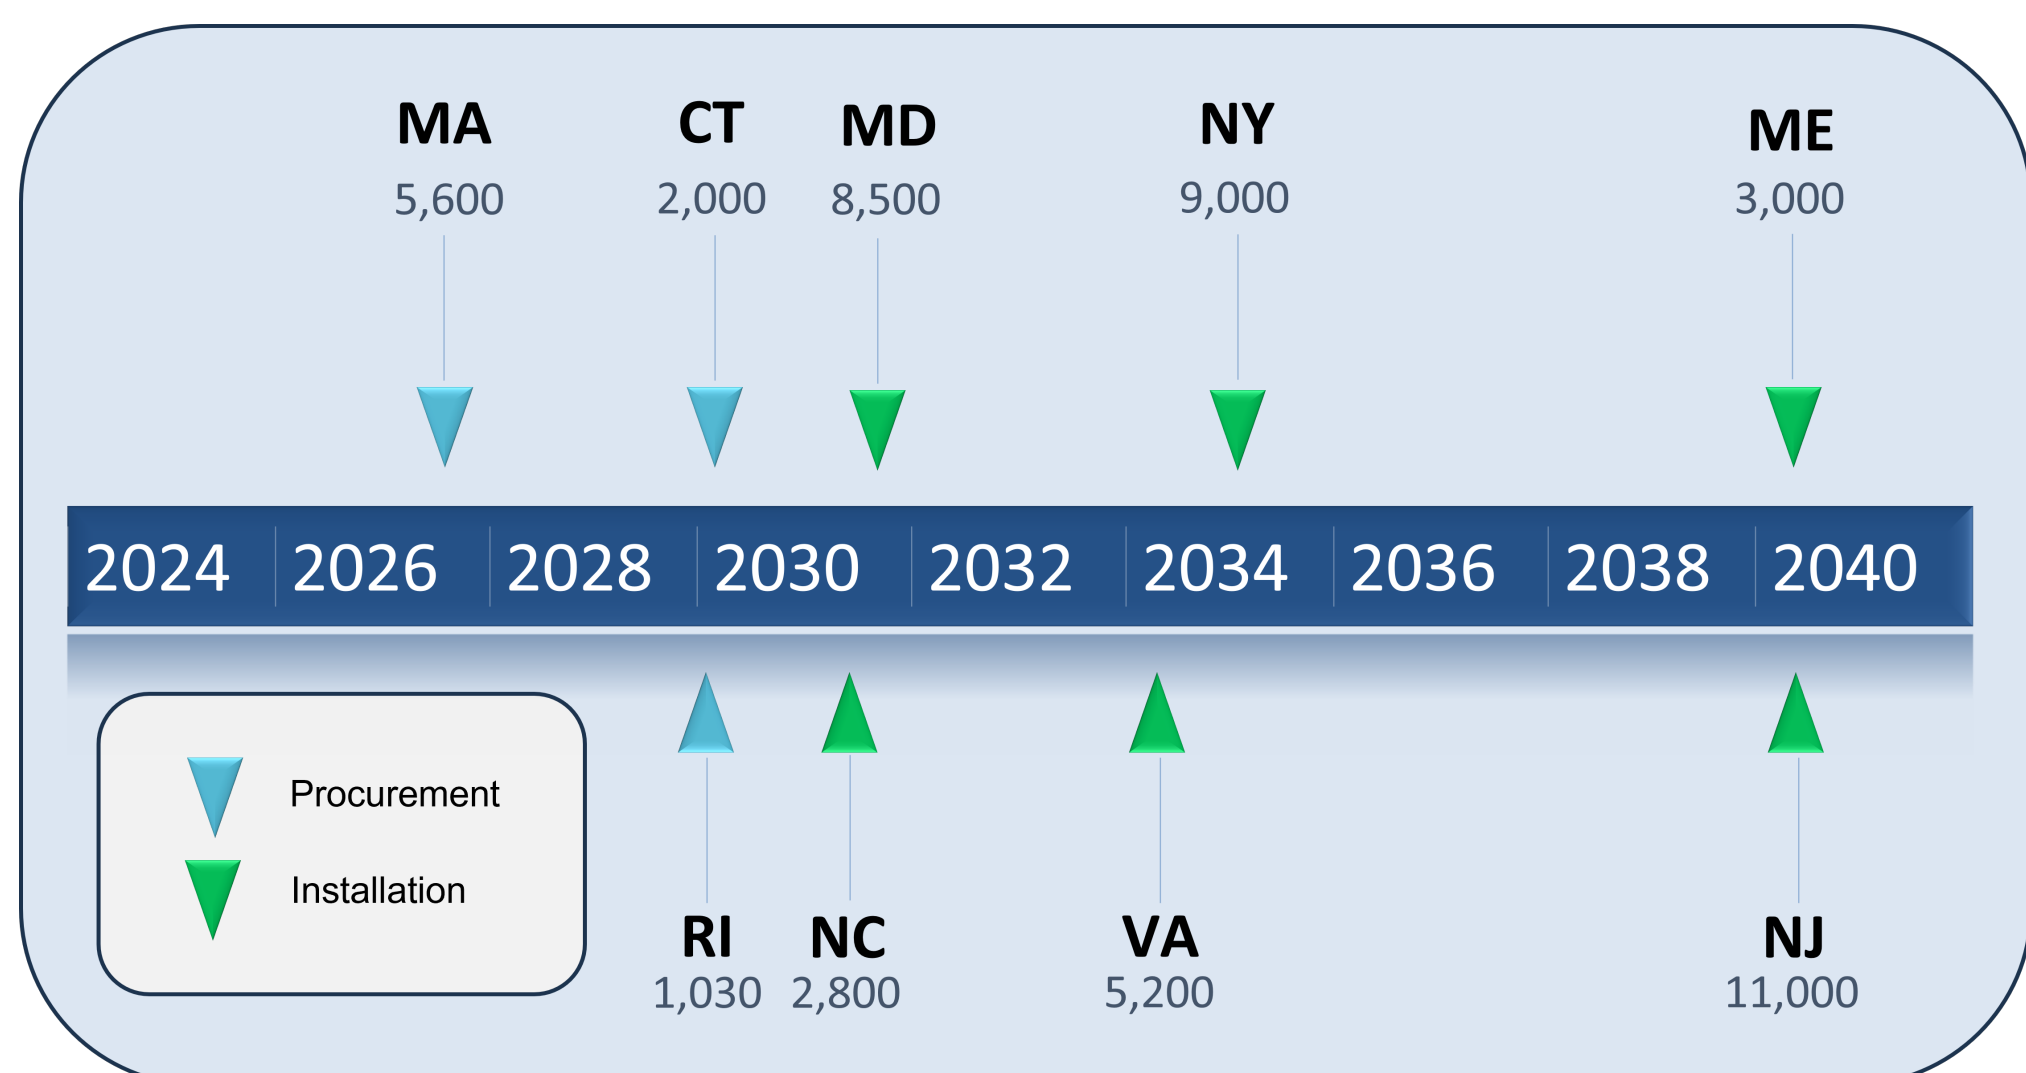 MA CT MD NY ME
5,600 2,000 8,500 9,000 3,000
2024 2026 2028 2030 2032 2034 2036 2038 2040
Procurement
Installation
RI NC VA NJ
1,030 2,800 5,200 11,000